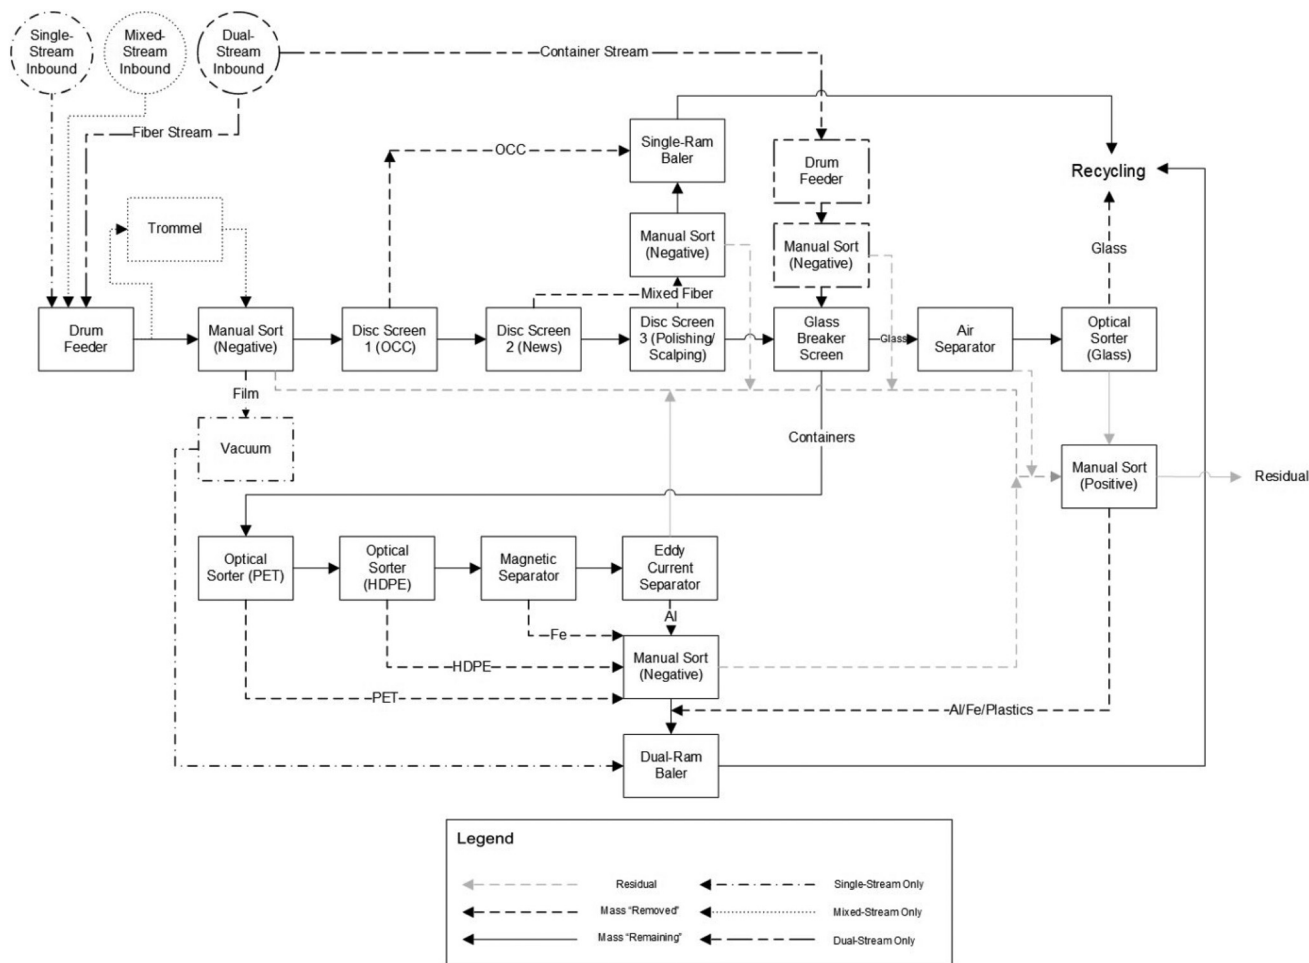 Single-
Stream
Inbound
Mixed-
Stream
Inbound
Dual-
Stream
Inbound
Container Stream
Fiber Stream
OCC
Single-Ram
Baler
Drum
Feeder
Recycling
Trommel
Manual Sort
(Negative)
Manual Sort
(Negative)
Glass
Mixed Fiber
Drum
Feeder
Manual Sort
(Negative)
Disc Screen
1 (OCC)
Disc Screen
2 (News)
Disc Screen
3 (Polishing/
Scalping)
Glass
Breaker
Screen
Glass
Air
Separator
Optical
Sorter
(Glass)
Film
Vacuum
Containers
Manual Sort
(Positive)
Residual
Optical
Sorter (PET)
Optical
Sorter
(HDPE)
Magnetic
Separator
Eddy
Current
Separator
Al
Fe
HDPE
PET
Manual Sort
(Negative)
Al/Fe/Plastics
Dual-Ram
Baler
Legend
Residual
Single-Stream Only
Mass "Removed"
Mixed-Stream Only
Mass "Remaining"
Dual-Stream Only